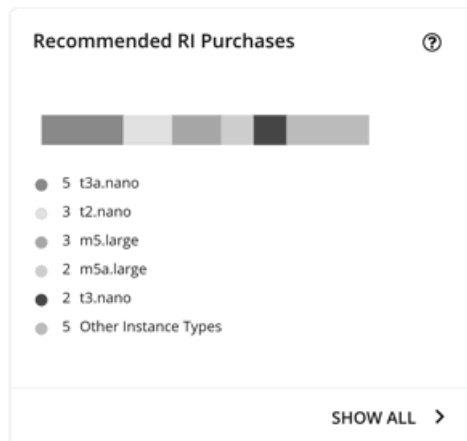 Recommended RI Purchases ?
5 t3a.nano
3 t2.nano
3 m5.large
2 m5a.large
2 t3.nano
5 Other Instance Types
SHOW ALL >